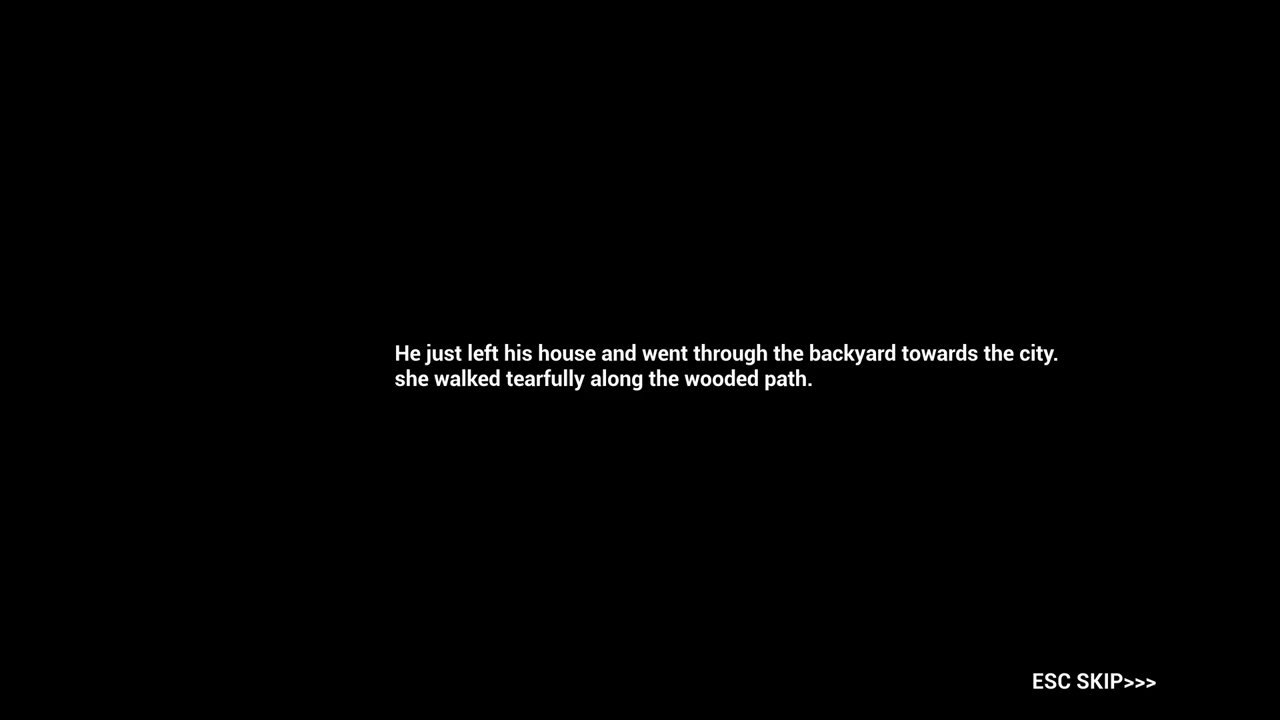 He just left his house and went through the backyard towards the city.
she walked tearfully along the wooded path.
ESC SKIP>>>